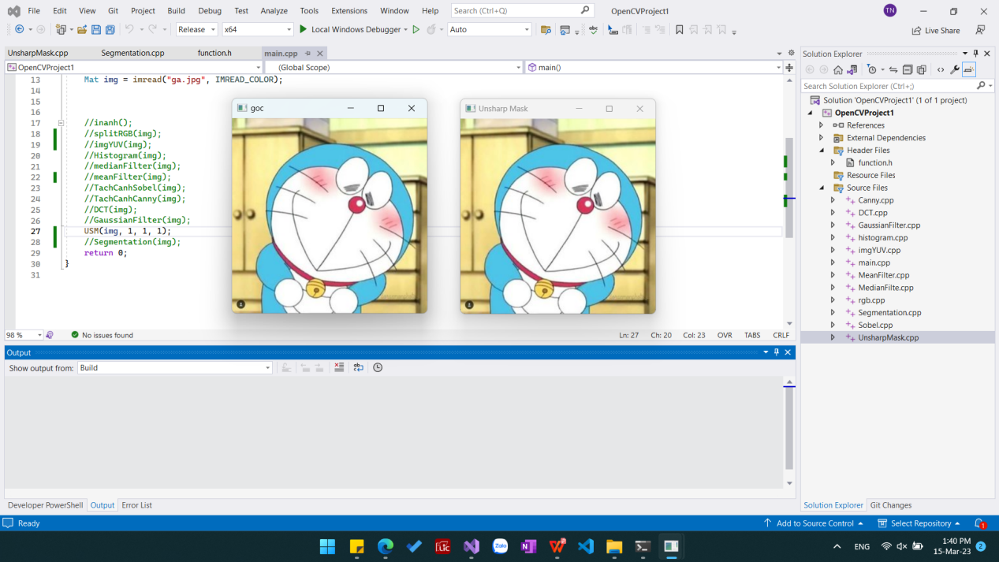 File Edit View Git Project Build Debug Test Analyze Tools Extensions Window Help Search (Ctrl+Q) OpenCVProject1 TN
Release x64 Local Windows Debugger Auto Live Share
UnsharpMask.cpp Segmentation.cpp function.h main.cpp
OpenCVProject1 (Global Scope) main()
13 Mat img = imread("ga.jpg", IMREAD_COLOR);
14
15
16
17 //inanh();
18 //splitRGB(img);
19 //imgYUV(img);
20 //Histogram(img);
21 //medianFilter(img);
22 //meanFilter(img);
23 //TachCanhSobel(img);
24 //TachCanhCanny(img);
25 //DCT(img);
26 //GaussianFilter(img);
27 USM(img, 1, 1, 1);
28 //Segmentation(img);
29 return 0;
30 }
31
goc
Unsharp Mask
98 % No issues found Ln: 27 Ch: 20 Col: 23 OVR TABS CRLF
Output
Show output from: Build
Developer PowerShell Output Error List
Solution Explorer
Search Solution Explorer (Ctrl+;)
Solution 'OpenCVProject1' (1 of 1 project)
OpenCVProject1
References
External Dependencies
Header Files
function.h
Resource Files
Source Files
Canny.cpp
DCT.cpp
GaussianFilter.cpp
histogram.cpp
imgYUV.cpp
main.cpp
MeanFilter.cpp
MedianFilte.cpp
rgb.cpp
Segmentation.cpp
Sobel.cpp
UnsharpMask.cpp
Solution Explorer Git Changes
Ready Add to Source Control Select Repository 1
Zalo ENG 1:40 PM 2
15-Mar-23